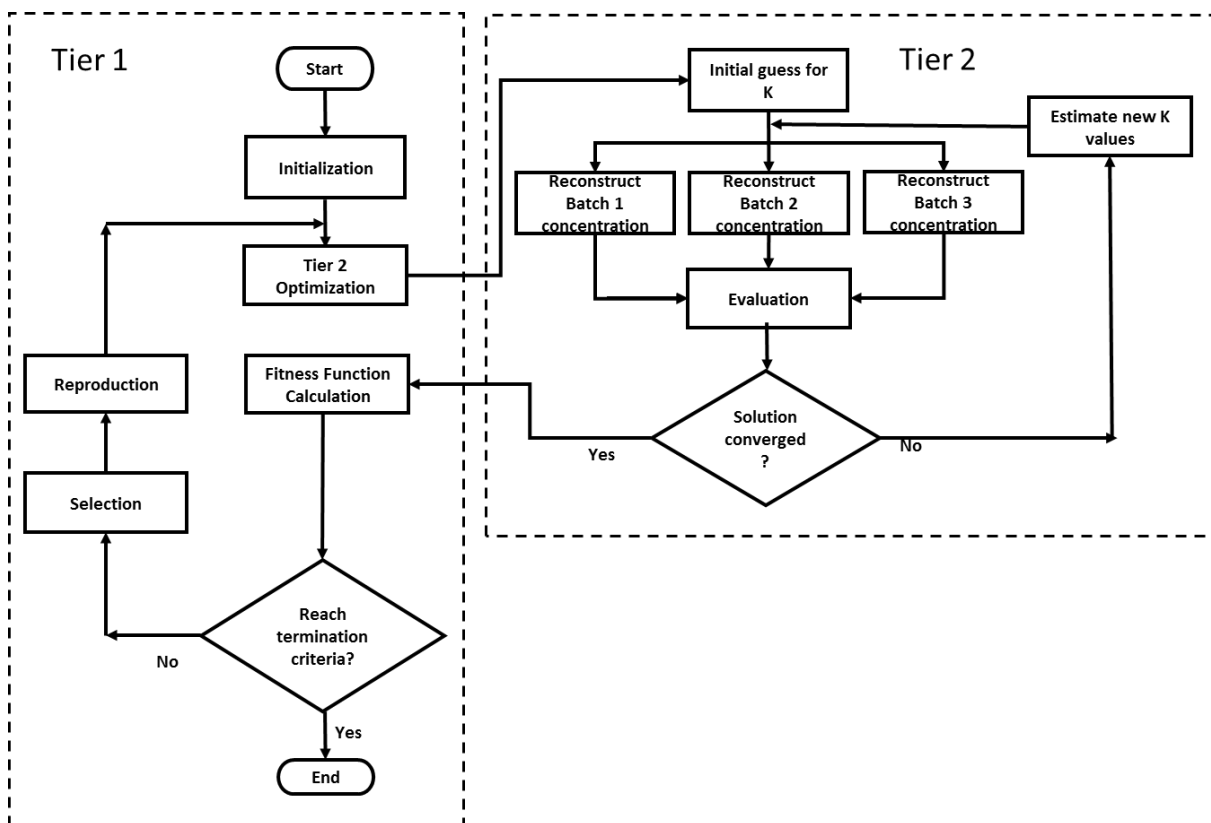 Tier 1
Start
Initialization
Tier 2
Optimization
Reproduction
Fitness Function
Calculation
Selection
Reach
termination
criteria?
No
Yes
End
Tier 2
Initial guess for
K
Estimate new K
values
Reconstruct
Batch 1
concentration
Reconstruct
Batch 2
concentration
Reconstruct
Batch 3
concentration
Evaluation
Solution
converged
?
Yes
No